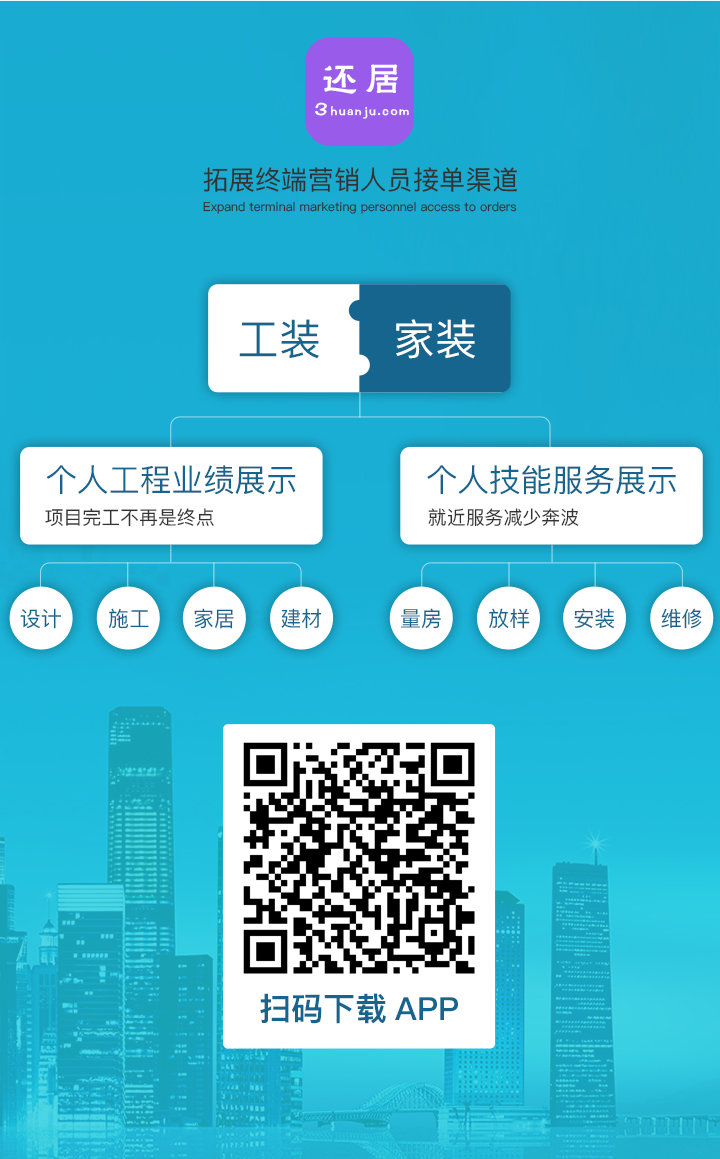 还居
3huanju.com
拓展终端营销人员接单渠道
Expand terminal marketing personnel access to orders
工装 家装
个人工程业绩展示
项目完工不再是终点
个人技能服务展示
就近服务减少奔波
设计 施工 家居 建材
量房 放样 安装 维修
扫码下载 APP